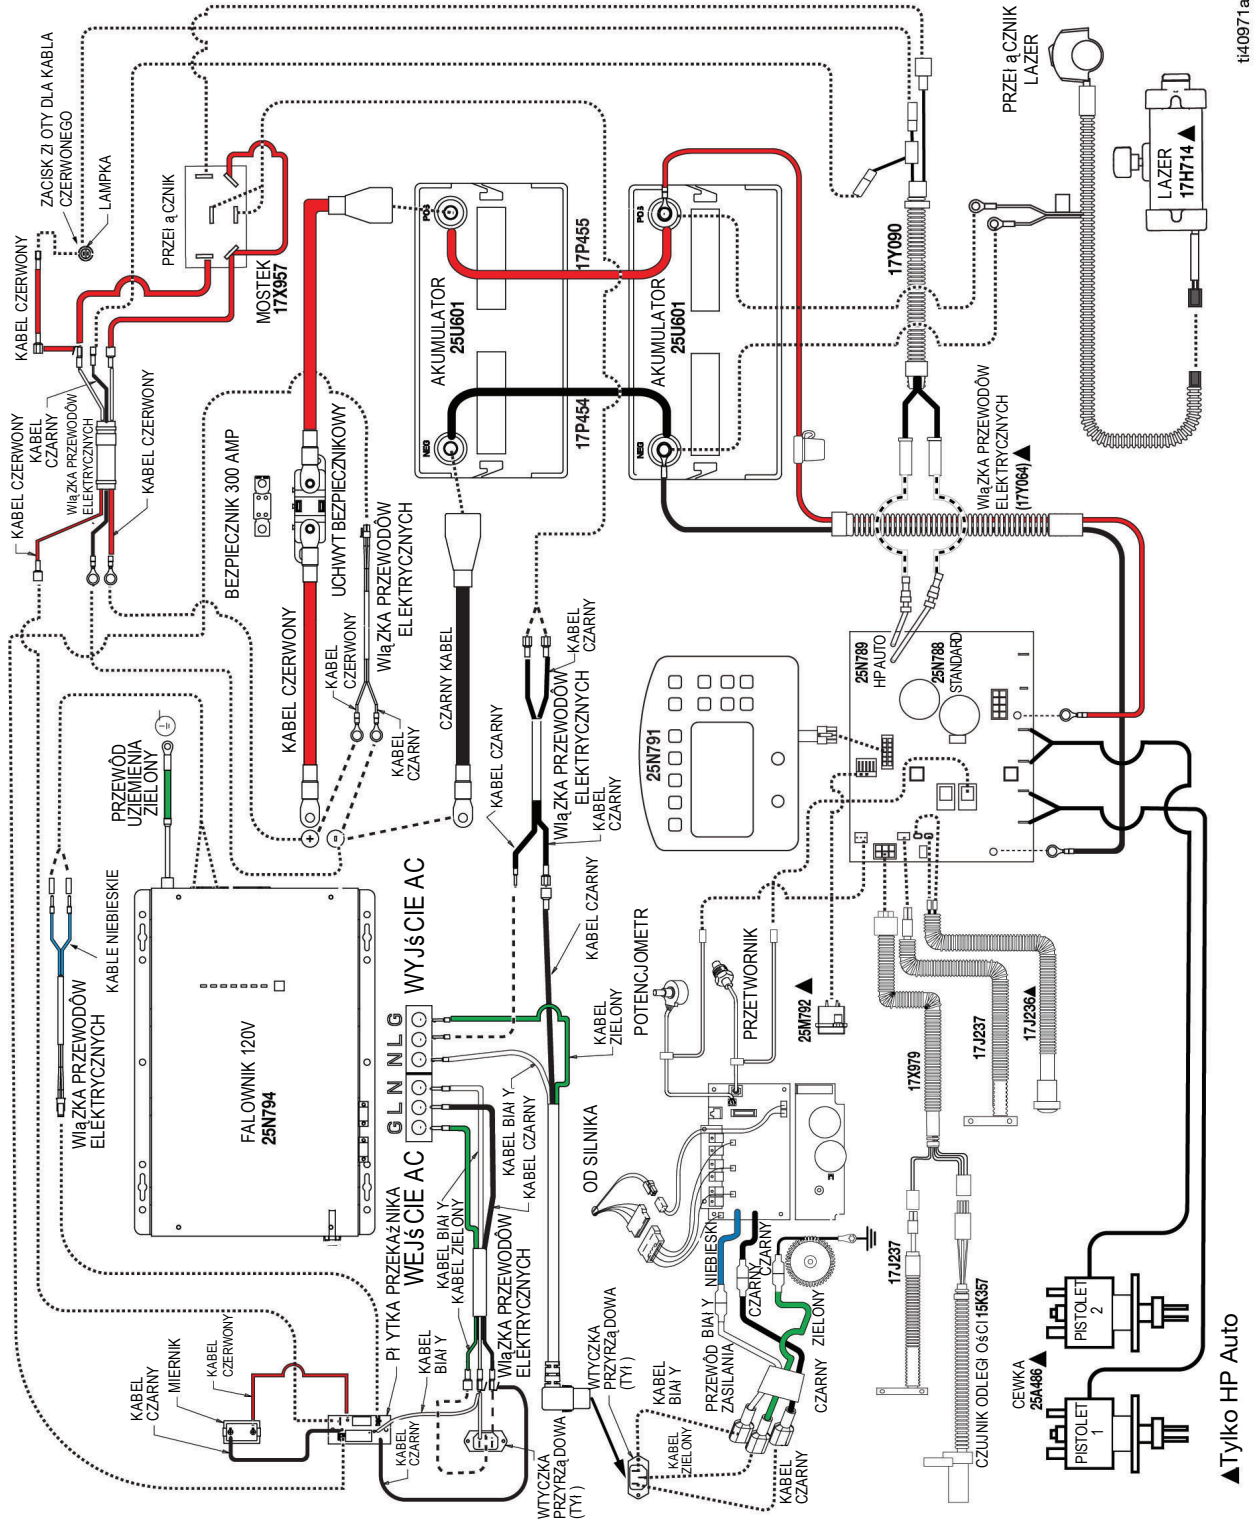 ti40971a
ZACISK ZŁOTY DLA KABLA
CZERWONEGO
LAMPKA
KABEL CZERWONY
PRZEŁąCZNIK
MOSTEK
17X957
KABEL CZERWONY
KABEL
CZARNY
WIąZKA PRZEWODÓW
ELEKTRYCZNYCH
KABEL CZERWONY
BEZPIECZNIK 300 AMP
UCHWYT BEZPIECZNIKOWY
KABEL CZERWONY
KABEL
CZERWONY
WIąZKA PRZEWODÓW
ELEKTRYCZNYCH
KABEL
CZARNY
CZARNY KABEL
POS
NEG
AKUMULATOR
25U601
17P455
17P454
POS
NEG
AKUMULATOR
25U601
PRZEŁąCZNIK
LAZER
LAZER
17H714▲
17Y090
WIąZKA PRZEWODÓW
ELEKTRYCZNYCH
(17Y064)▲
PRZEWÓD
UZIEMIENIA
ZIELONY
KABLE NIEBIESKIE
WIąZKA PRZEWODÓW
ELEKTRYCZNYCH
FALOWNIK 120V
25N794
+
-
KABEL CZARNY
KABEL
CZARNY
WIąZKA PRZEWODÓW
ELEKTRYCZNYCH
KABEL
CZARNY
KABEL CZARNY
WYJśCIE AC
G L N N L G
WEJśCIE AC
KABEL
ZIELONY
KABEL BIAŁY
KABEL CZARNY
KABEL BIAŁY
KABEL ZIELONY
WIąZKA PRZEWODÓW
ELEKTRYCZNYCH
PŁYTKA PRZEKAŹNIKA
KABEL
CZERWONY
MIERNIK
KABEL
CZARNY
KABEL
BIAŁY
KABEL
CZARNY
WTYCZKA
PRZYRZąDOWA
(TYŁ)
WTYCZKA
PRZYRZąDOWA
(TYŁ)
KABEL
BIAŁY
KABEL
ZIELONY
KABEL
CZARNY
25N791
25N789
HP AUTO
25N788
STANDARD
POTENCJOMETR
PRZETWORNIK
25M792 ▲
OD SILNIKA
NIEBIESKI
CZARNY
CZARNY
PRZEWÓD BIAŁY
ZASILANIA
ZIELONY
CZARNY
17X979
17J237
17J236▲
17J237
CZUJNIK ODLEGŁOśCI 15K357
CEWKA
25A486▲
PISTOLET
1
PISTOLET
2
▲Tylko HP Auto